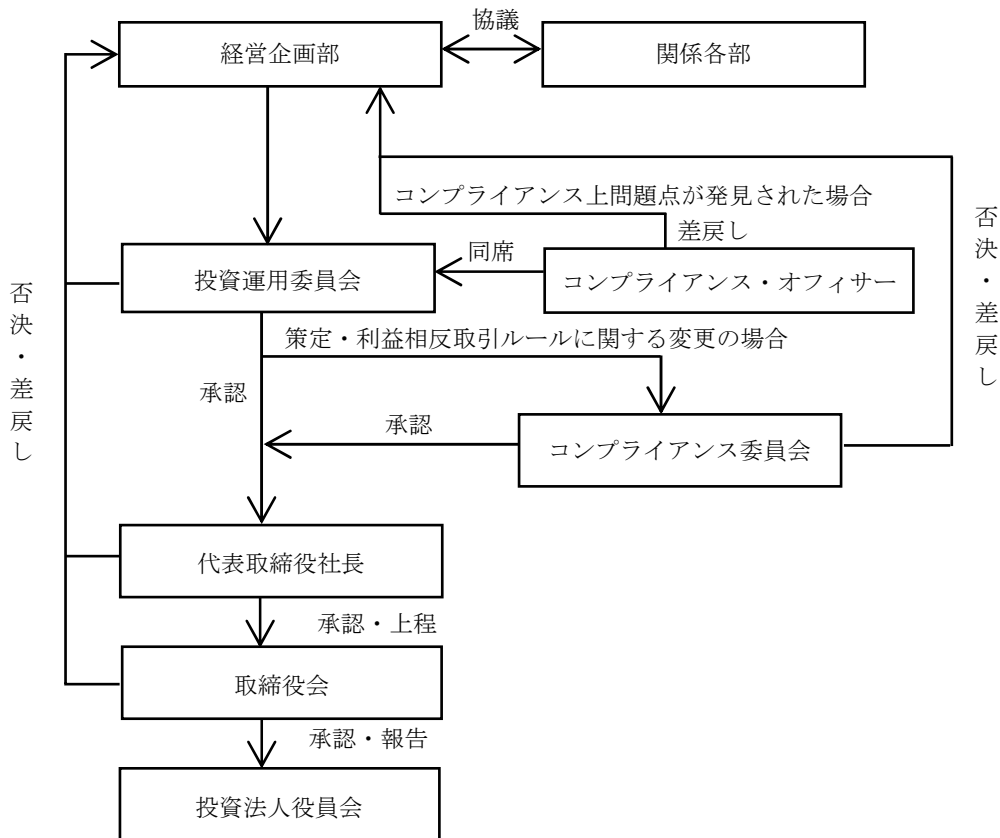 協議
経営企画部
関係各部
コンプライアンス上問題点が発見された場合
差戻し
同席
投資運用委員会
コンプライアンス・オフィサー
否決・差戻し
否決・差戻し
策定・利益相反取引ルールに関する変更の場合
承認
承認
コンプライアンス委員会
代表取締役社長
承認・上程
取締役会
承認・報告
投資法人役員会